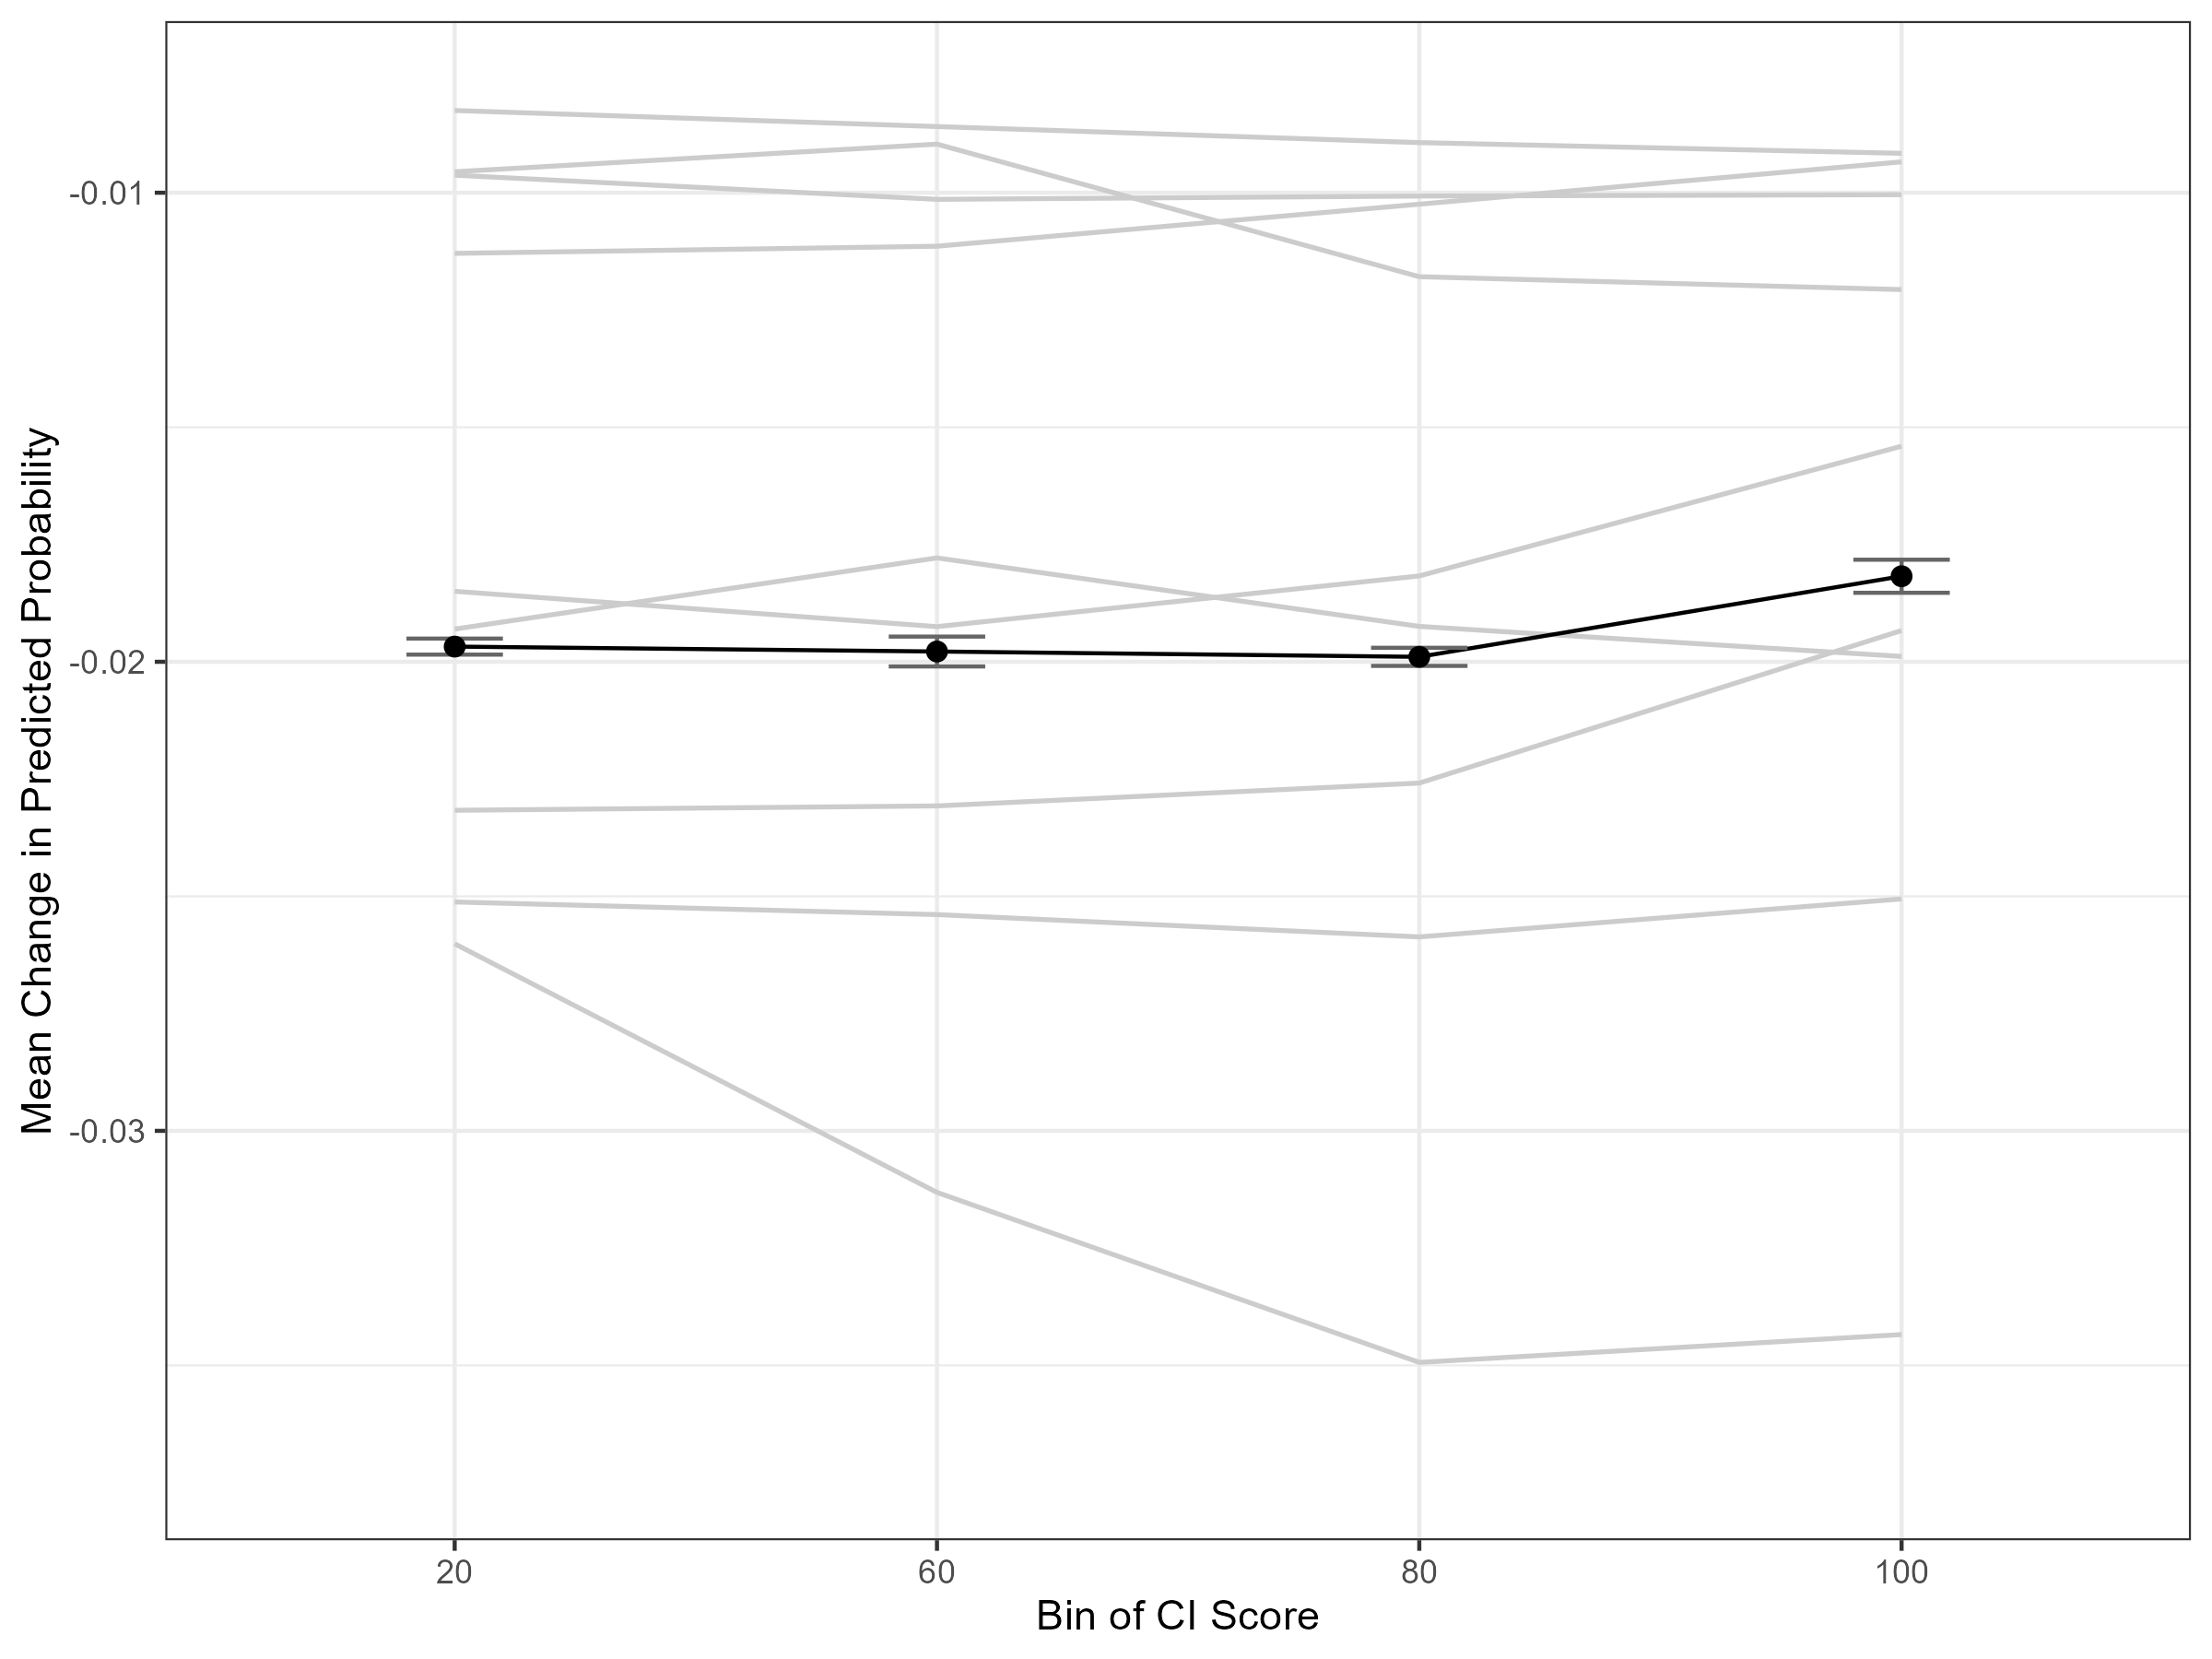 Mean Change in Predicted Probability
-0.01
-0.02
-0.03
20 60 80 100
Bin of CI Score